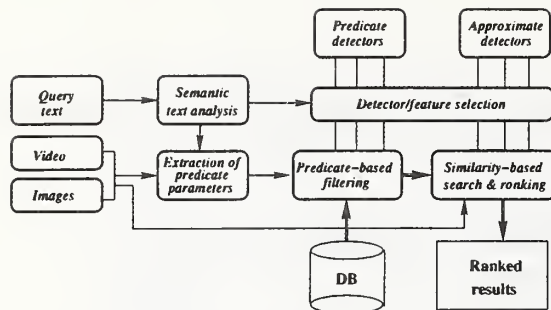 Predicate
detectors
Approximate
detectors
Query
text
Semantic
text analysis
Detector/feature selection
Video
Images
Extraction of
predicate
parameters
Predicate-based
filtering
Similarity-based
search & ranking
DB
Ranked
results